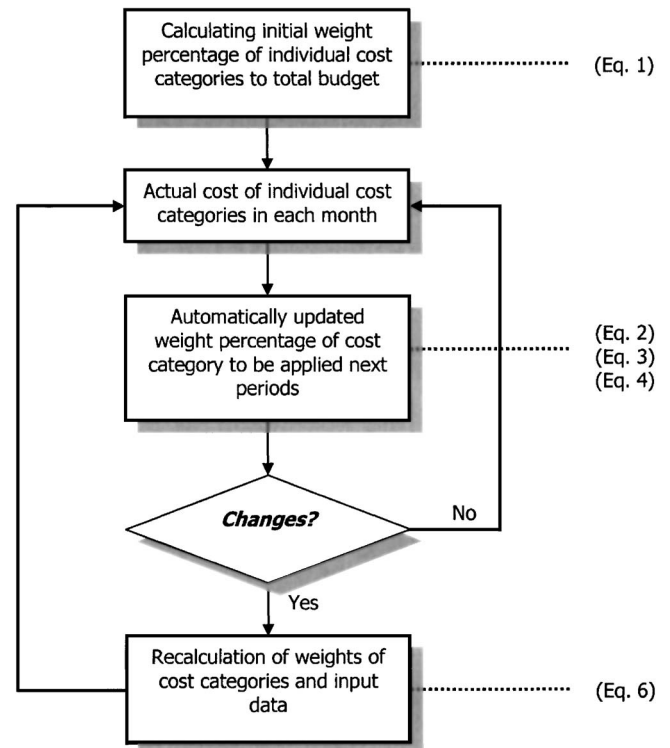 Calculating initial weight
percentage of individual cost
categories to total budget
(Eq. 1)
Actual cost of individual cost
categories in each month
Automatically updated
weight percentage of cost
category to be applied next
periods
(Eq. 2)
(Eq. 3)
(Eq. 4)
Changes?
No
Yes
Recalculation of weights of
cost categories and input
data
(Eq. 6)